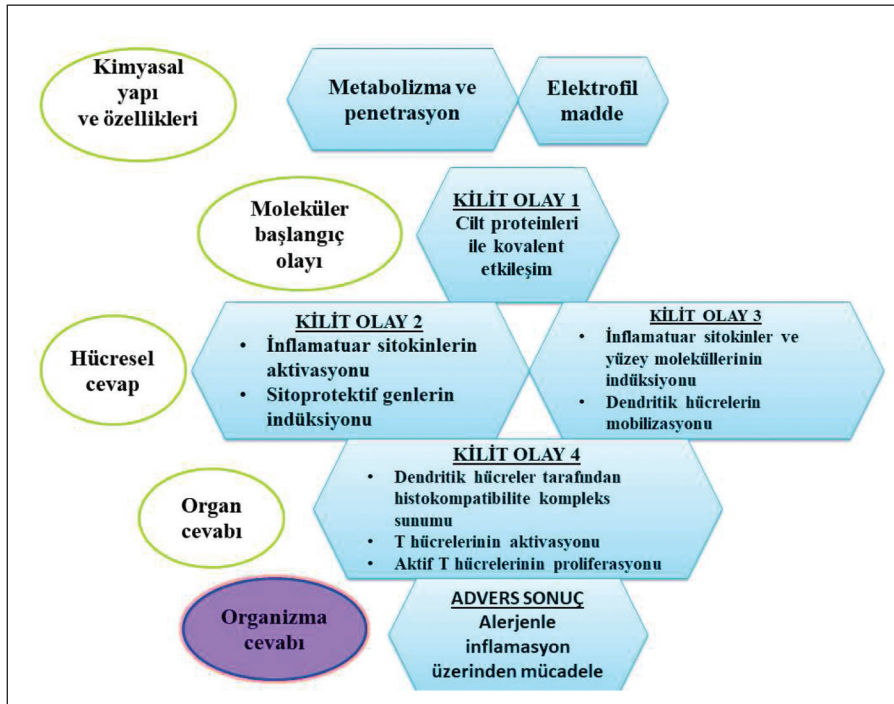 Kimyasal
yapı
ve özellikleri
Metabolizma ve
penetrasyon
Elektrofil
madde
Moleküler
başlangıç
olayı
KİLİT OLAY 1
Cilt proteinleri
ile kovalent
etkileşim
Hücresel
cevap
KİLİT OLAY 2
• İnflamatuar sitokinlerin
aktivasyonu
• Sitoprotektif genlerin
indüksiyonu
KİLİT OLAY 3
• İnflamatuar sitokinler ve
yüzey moleküllerinin
indüksiyonu
• Dendritik hücrelerin
mobilizasyonu
Organ
cevabı
KİLİT OLAY 4
• Dendritik hücreler tarafından
histokompatibilite kompleks
sunumu
• T hücrelerinin aktivasyonu
• Aktif T hücrelerinin proliferasyonu
Organizma
cevabı
ADVERS SONUÇ
Alerjenle
inflamasyon
üzerinden mücadele